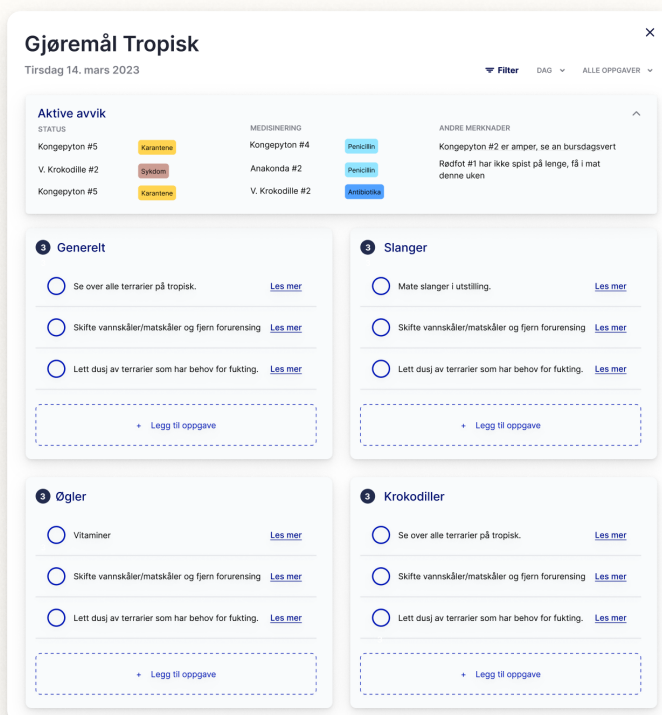 Gjøremål Tropisk
Tirsdag 14. mars 2023
Filter DAG ALLE OPPGAVER
Aktive avvik
STATUS MEDISINERING ANDRE MERKNADER
Kongepyton #5 Karantene Kongepyton #4 Penicillin Kongepyton #2 er amper, se an bursdagsvert
V. Krokodille #2 Sykdom Anakonda #2 Penicillin Rødfot #1 har ikke spist på lenge, få i mat
denne uken
Kongepyton #5 Karantene V. Krokodille #2 Antibiotika
3 Generelt
Se over alle terrarier på tropisk. Les mer
Skifte vannskåler/matskåler og fjern forurensing Les mer
Lett dusj av terrarier som har behov for fukting. Les mer
+ Legg til oppgave
3 Slanger
Mate slanger i utstilling. Les mer
Skifte vannskåler/matskåler og fjern forurensing Les mer
Lett dusj av terrarier som har behov for fukting. Les mer
+ Legg til oppgave
3 Øgler
Vitaminer Les mer
Skifte vannskåler/matskåler og fjern forurensing Les mer
Lett dusj av terrarier som har behov for fukting. Les mer
+ Legg til oppgave
3 Krokodiller
Se over alle terrarier på tropisk. Les mer
Skifte vannskåler/matskåler og fjern forurensing Les mer
Lett dusj av terrarier som har behov for fukting. Les mer
+ Legg til oppgave